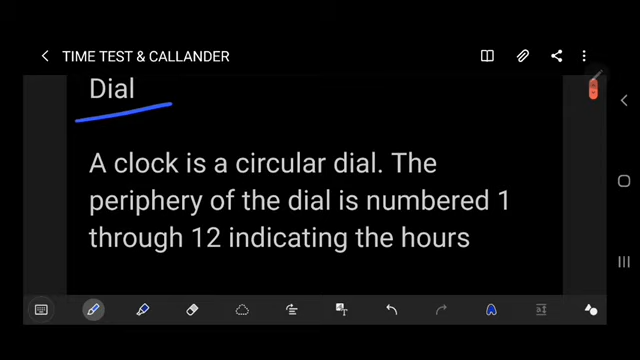 TIME TEST & CALLANDER
Dial
A clock is a circular dial. The
periphery of the dial is numbered 1
through 12 indicating the hours